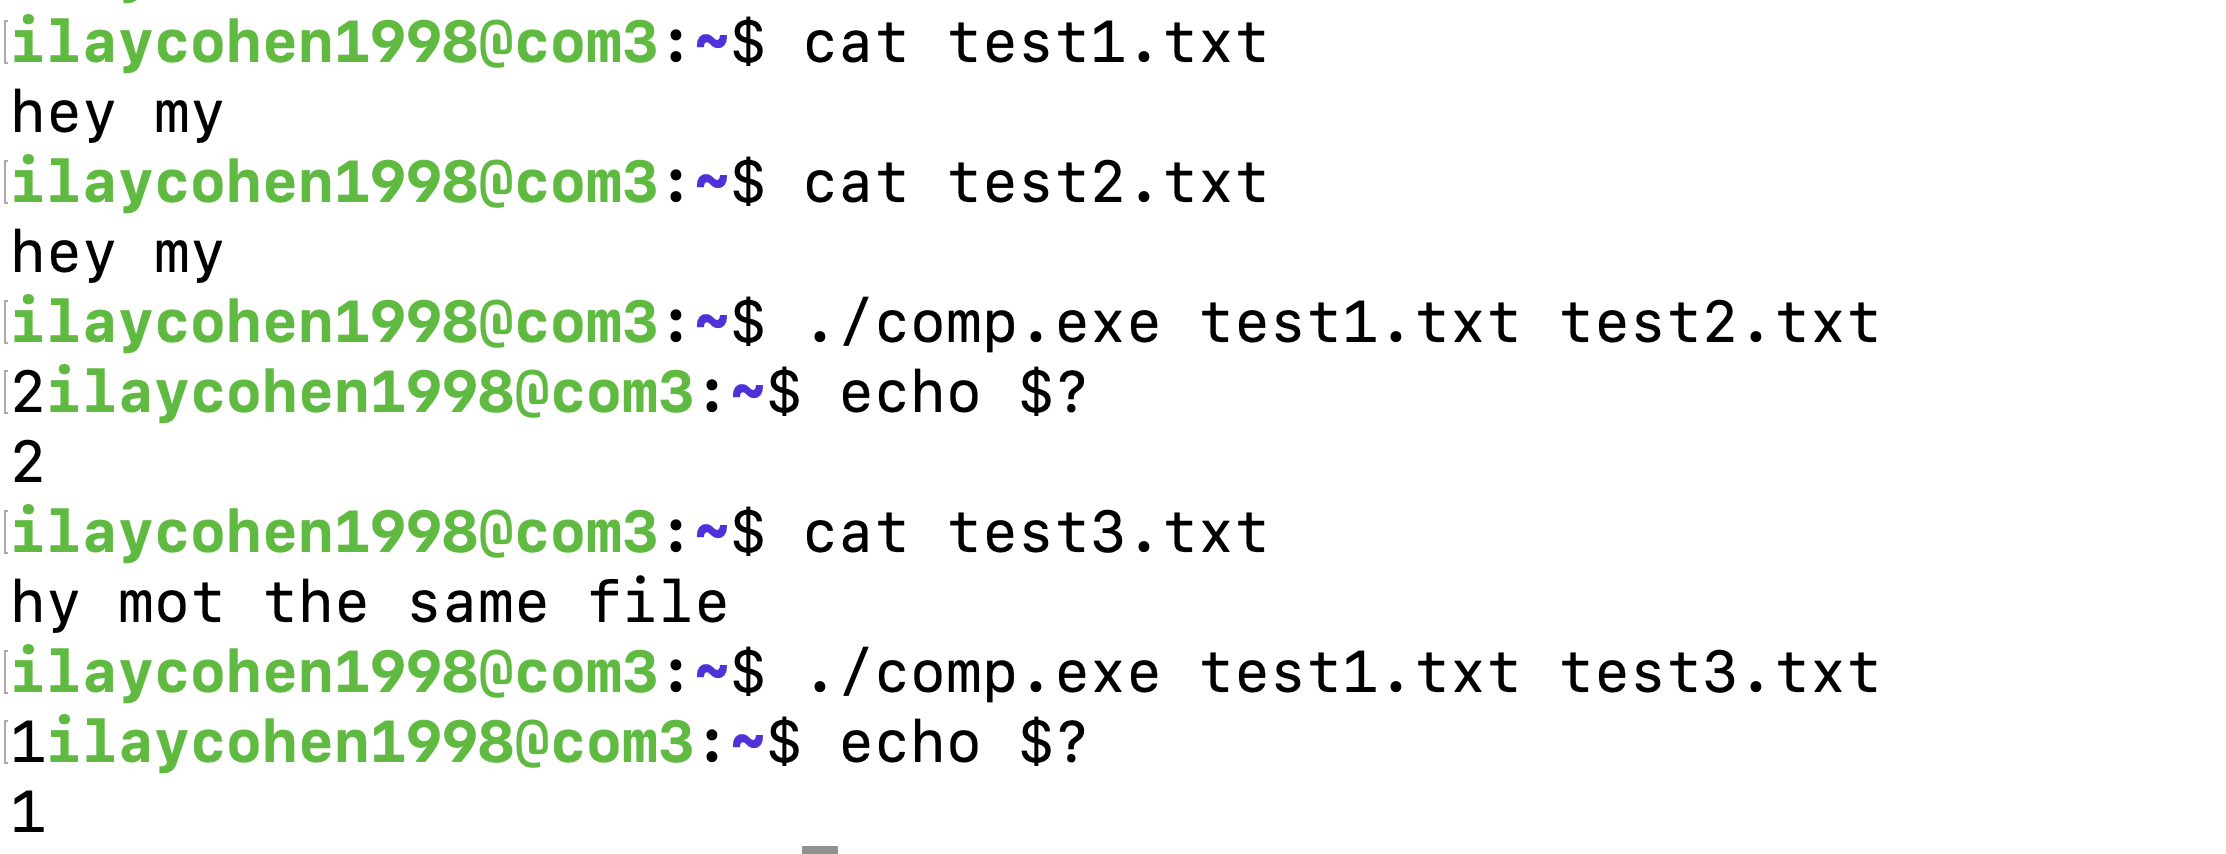 ilaycohen1998@com3:~$ cat test1.txt
hey my
ilaycohen1998@com3:~$ cat test2.txt
hey my
ilaycohen1998@com3:~$ ./comp.exe test1.txt test2.txt
2ilaycohen1998@com3:~$ echo $?
2
ilaycohen1998@com3:~$ cat test3.txt
hy mot the same file
ilaycohen1998@com3:~$ ./comp.exe test1.txt test3.txt
1ilaycohen1998@com3:~$ echo $?
1